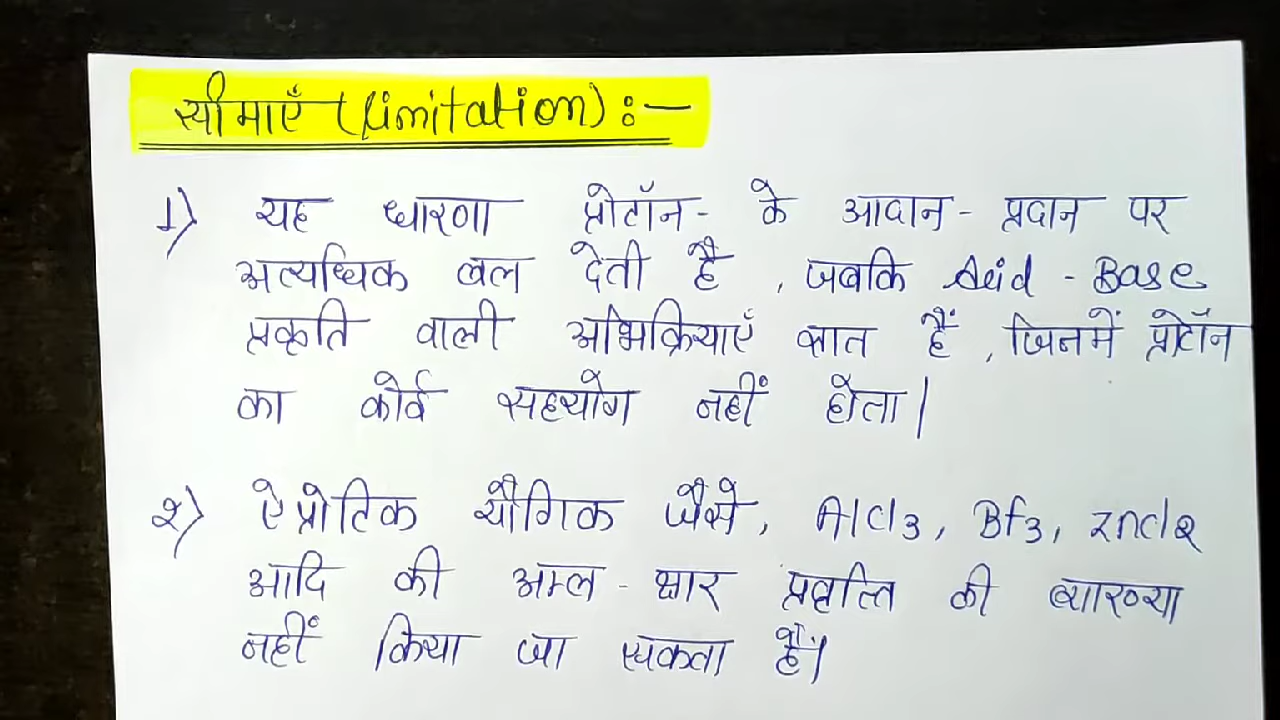 सीमाएँ (Limitation) :-
1) यह धारणा प्रोटॉन - के आदान - प्रदान पर
अत्यधिक बल देती है , जबकि Acid - Base
प्रकृति वाली अभिक्रियाएँ ज्ञात हैं , जिनमें प्रोटॉन
का कोई सहयोग नहीं होता।
2) ऐप्रोटिक यौगिक जैसे, AlCl3, Bf3, zncl2
आदि की अम्ल - क्षार प्रवृत्ति की व्याख्या
नहीं किया जा सकता है।